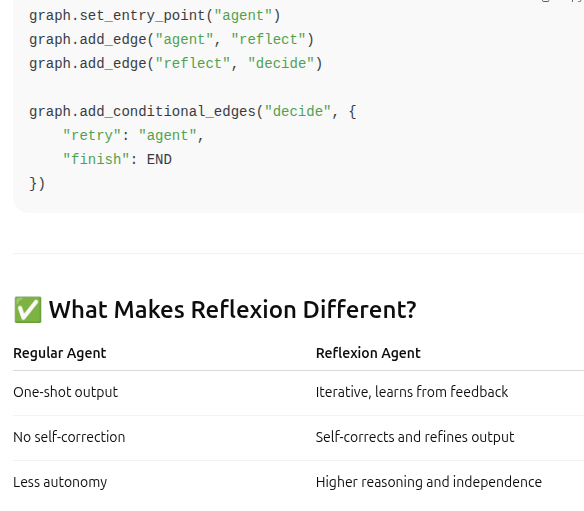 graph.set_entry_point("agent")
graph.add_edge("agent", "reflect")
graph.add_edge("reflect", "decide")

graph.add_conditional_edges("decide", {
    "retry": "agent",
    "finish": END
})

✅ What Makes Reflexion Different?
Regular Agent Reflexion Agent
One-shot output Iterative, learns from feedback
No self-correction Self-corrects and refines output
Less autonomy Higher reasoning and independence